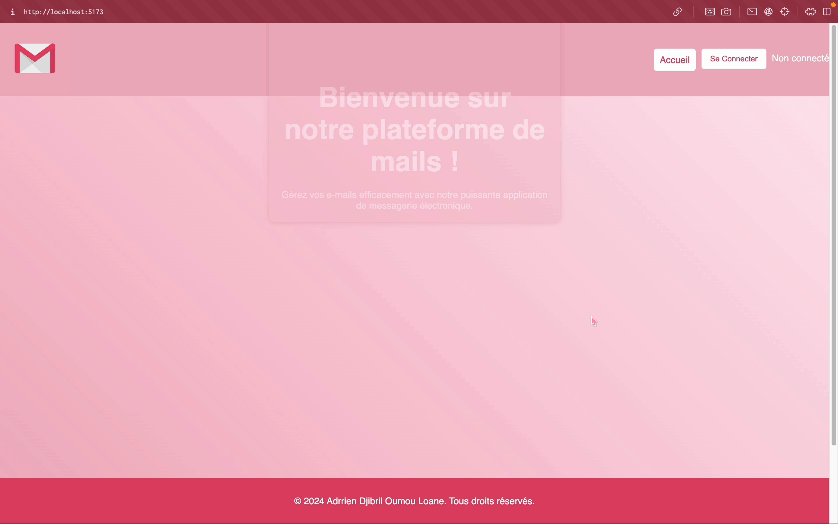 http://localhost:5173
Accueil
Se Connecter
Non connecté
Bienvenue sur
notre plateforme de
mails !
Gérez vos e-mails efficacement avec notre puissante application
de messagerie électronique.
© 2024 Adrrien Djibril Oumou Loane. Tous droits réservés.